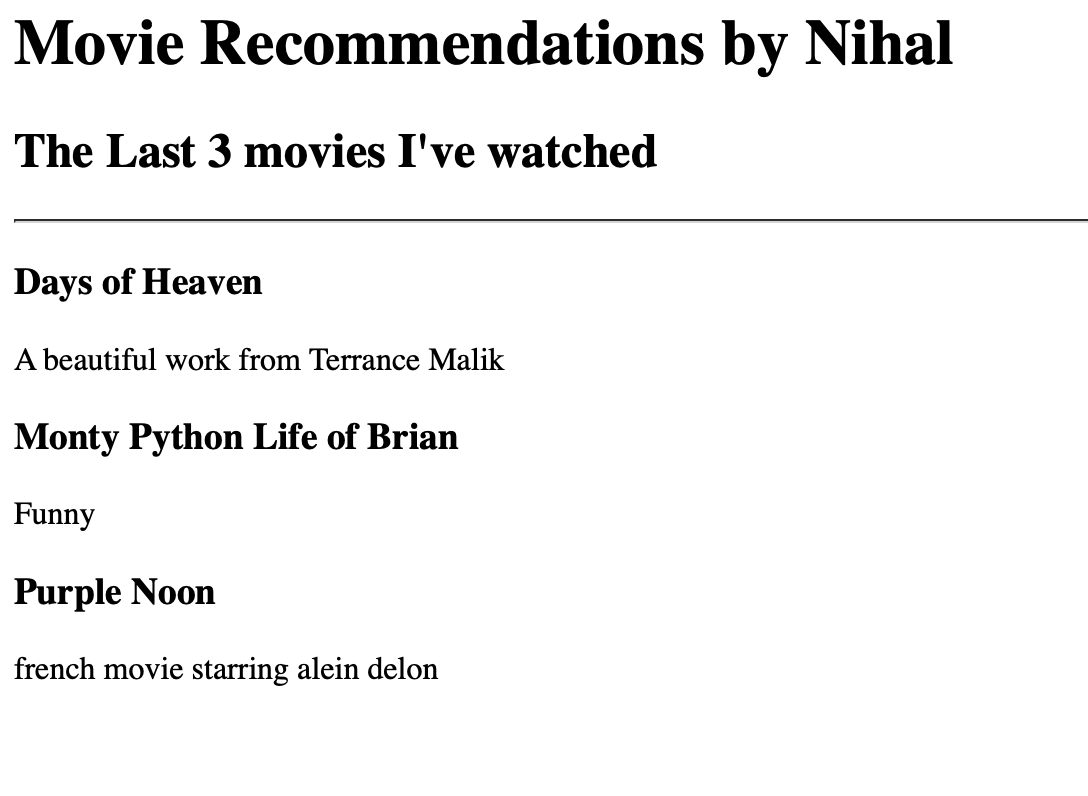 Movie Recommendations by Nihal
The Last 3 movies I've watched
Days of Heaven
A beautiful work from Terrance Malik
Monty Python Life of Brian
Funny
Purple Noon
french movie starring alein delon